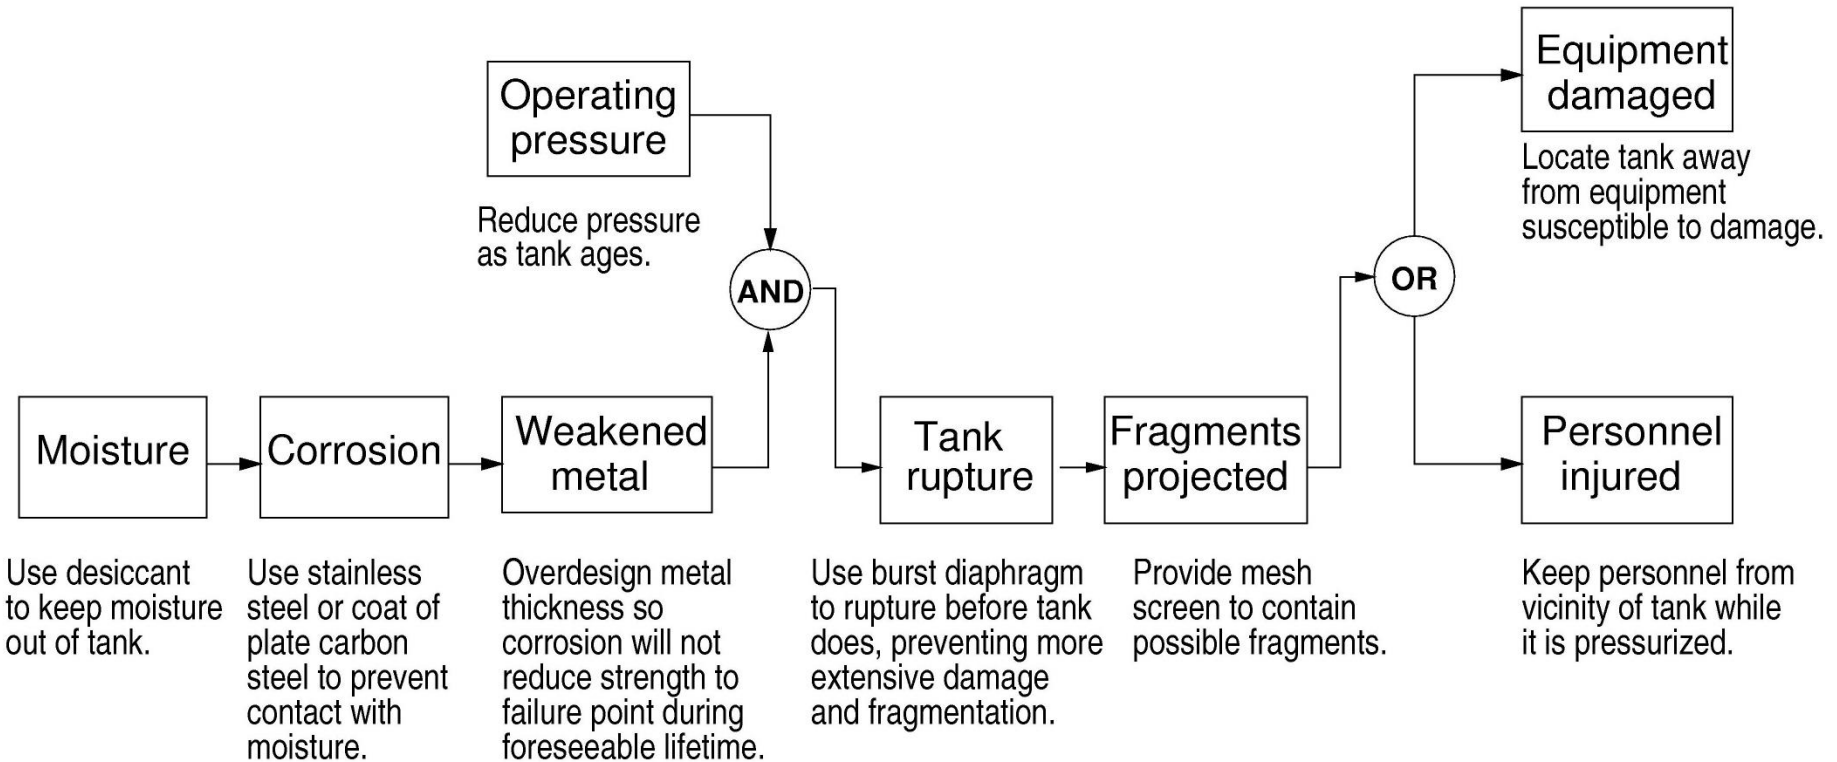 Equipment
damaged
Locate tank away
from equipment
susceptible to damage.
Operating
pressure
Reduce pressure
as tank ages.
AND
OR
Moisture
Corrosion
Weakened
metal
Tank
rupture
Fragments
projected
Personnel
injured
Use desiccant
to keep moisture
out of tank.
Use stainless
steel or coat of
plate carbon
steel to prevent
contact with
moisture.
Overdesign metal
thickness so
corrosion will not
reduce strength to
failure point during
foreseeable lifetime.
Use burst diaphragm
to rupture before tank
does, preventing more
extensive damage
and fragmentation.
Provide mesh
screen to contain
possible fragments.
Keep personnel from
vicinity of tank while
it is pressurized.